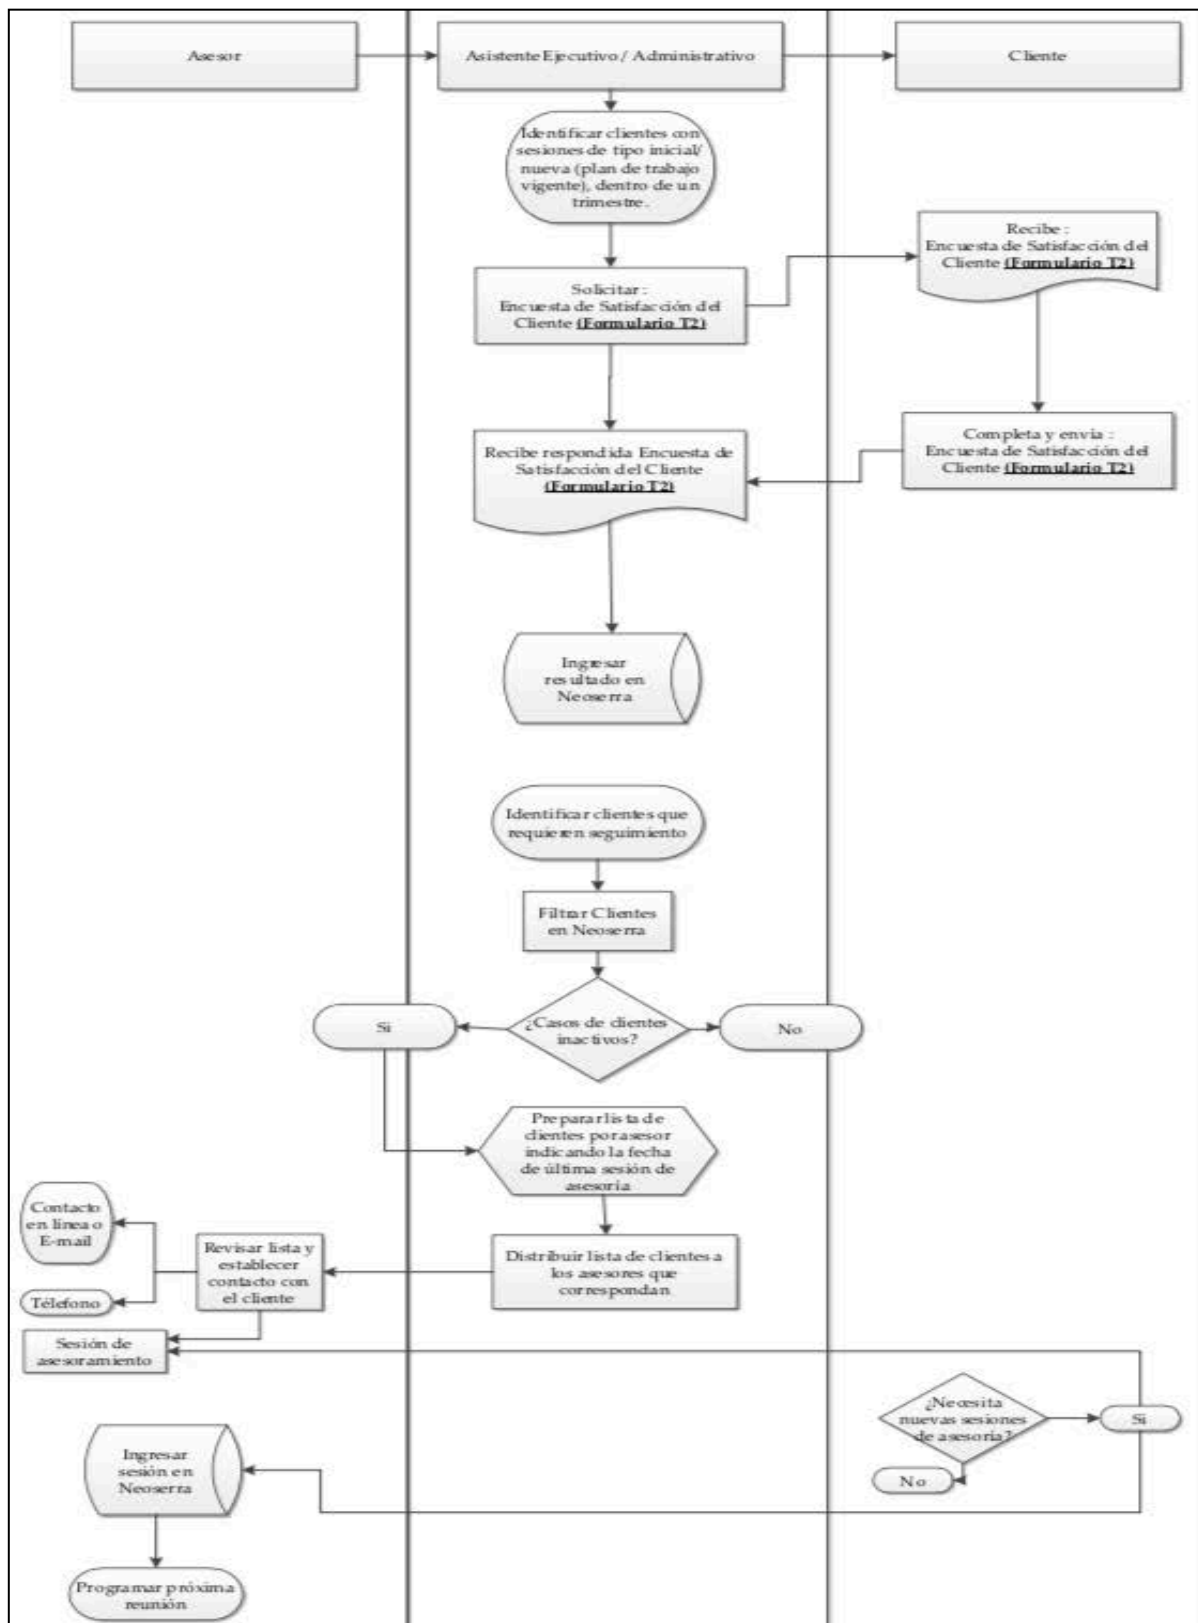 Asesor
Asistente Ejecutivo / Administrativo
Cliente
Identificar clientes con
sesiones de tipo inicial/
nueva (plan de trabajo
vigente), dentro de un
trimestre.
Recibe :
Encuesta de Satisfacción del
Cliente (Formulario T2)
Solicitar :
Encuesta de Satisfacción del
Cliente (Formulario T2)
Completa y envia :
Encuesta de Satisfacción del
Cliente (Formulario T2)
Recibe respondida Encuesta de
Satisfacción del Cliente
(Formulario T2)
Ingresar
resultado en
Neoserra
Identificar clientes que
requieren seguimiento
Filtrar Clientes
en Neoserra
¿Casos de clientes
inactivos?
Si
No
Preparar lista de
clientes por asesor
indicando la fecha
de última sesión de
asesoría
Distribuir lista de clientes a
los asesores que
correspondan
Revisar lista y
establecer
contacto con
el cliente
Contacto
en línea o
E-mail
Télefono
Sesión de
asesoramiento
¿Necesita
nuevas sesiones
de asesoría?
Si
No
Ingresar
sesión en
Neoserra
Programar próxima
reunión